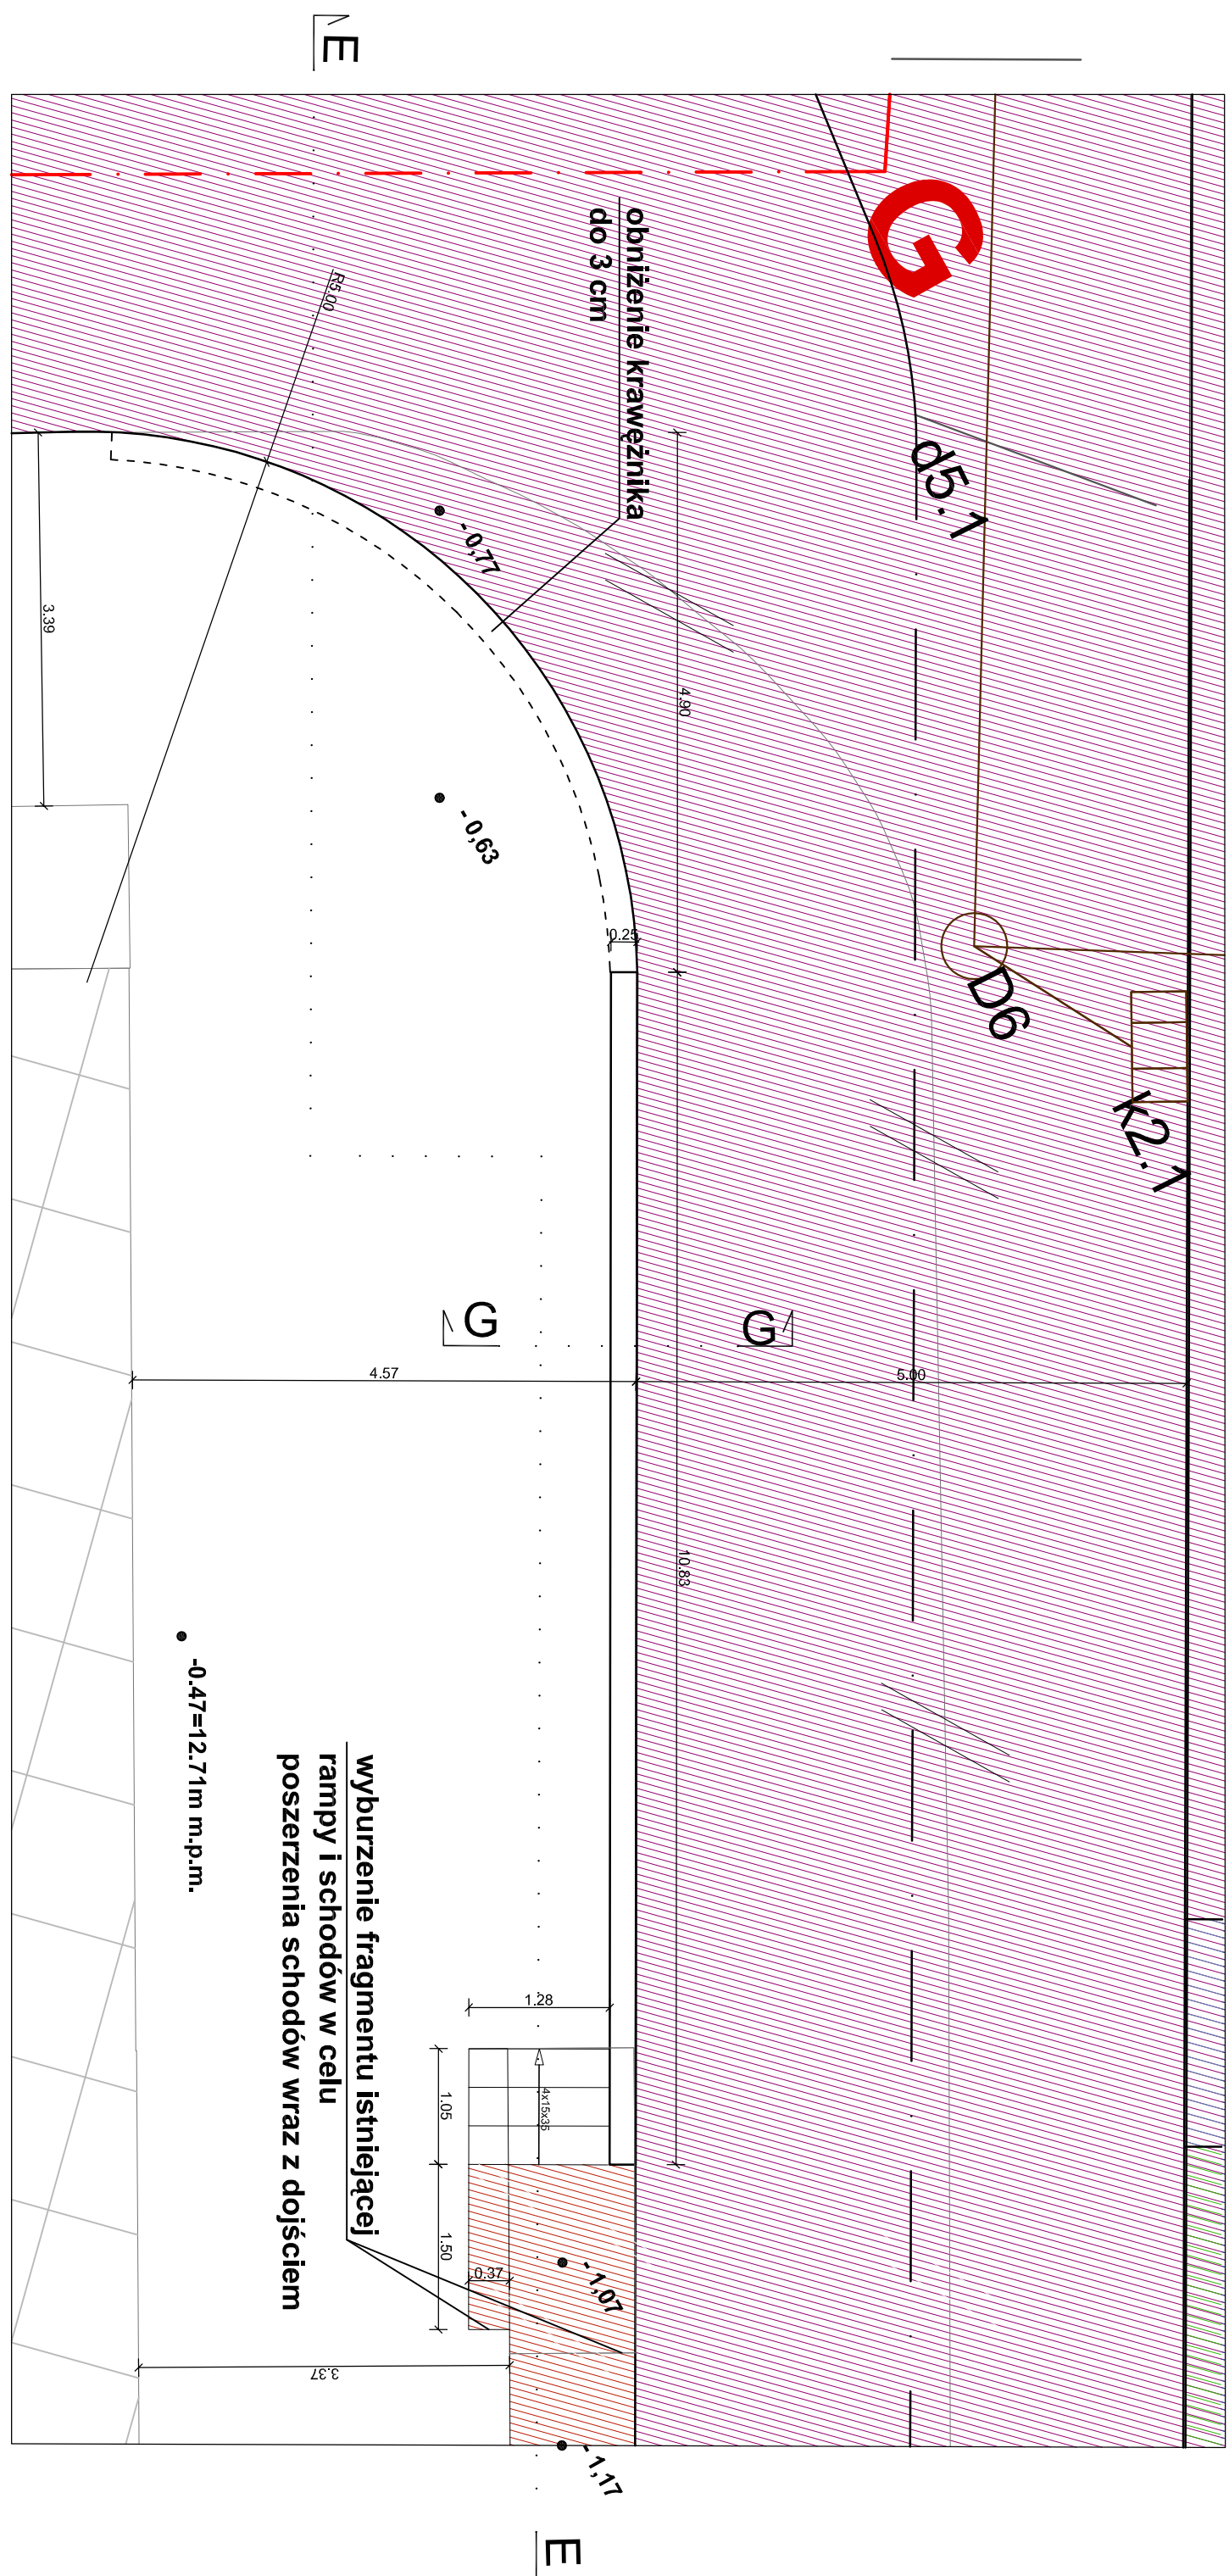 E
G
obniżenie krawężnika
do 3 cm
R5.00
d5.1
- 0,77
3.39
4.90
- 0,63
0.25
D6
k2.1
G
G
4.57
5.00
10.83
-0.47=12.71m m.p.m.
wyburzenie fragmentu istniejącej
rampy i schodów w celu
poszerzenia schodów wraz z dojściem
1.28
4x15x35
1.05
1.50
0.37
- 1,07
3.37
- 1,17
E